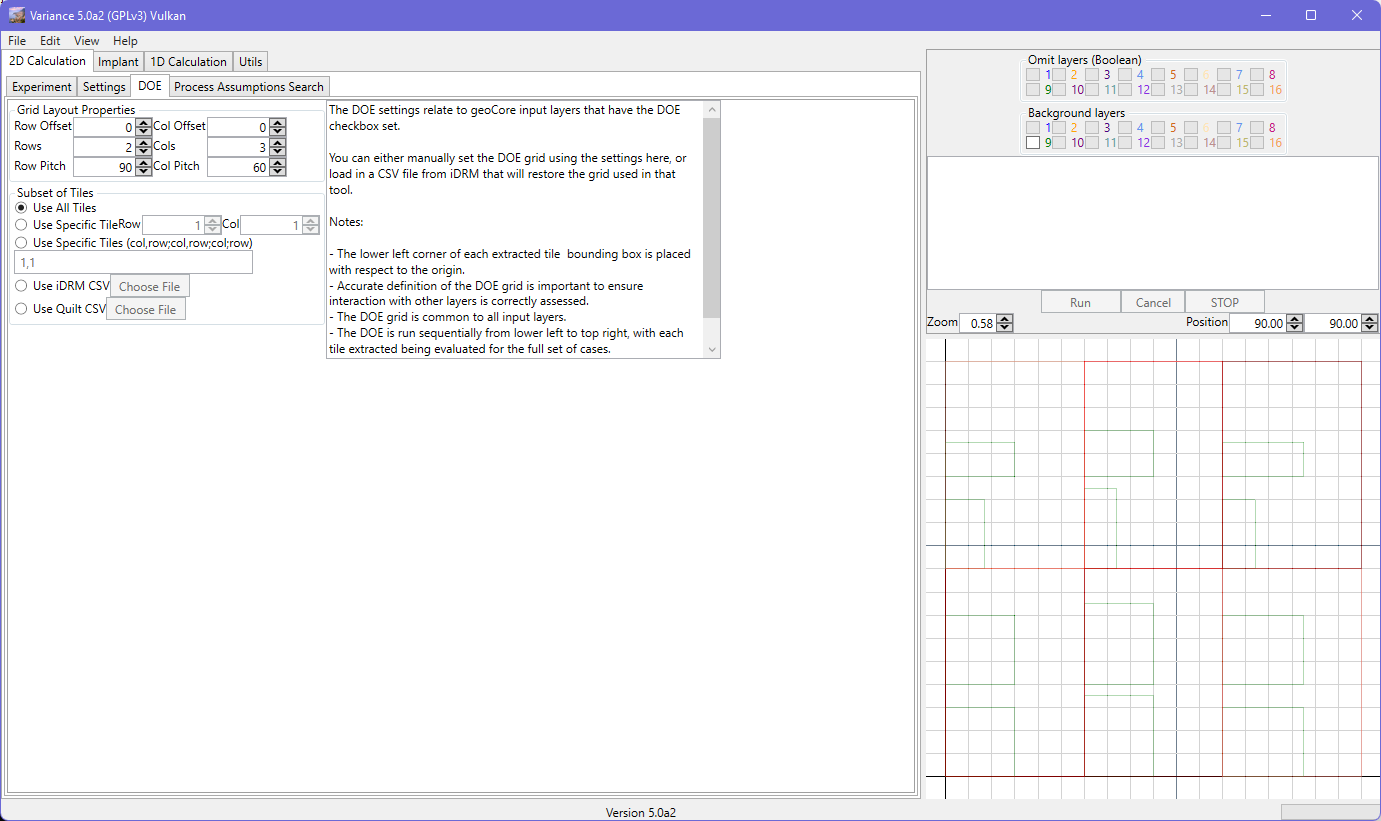 Variance 5.0a2 (GPLv3) Vulkan
File Edit View Help
2D Calculation Implant 1D Calculation Utils
Experiment Settings DOE Process Assumptions Search
Grid Layout Properties
Row Offset 0 Col Offset 0
Rows 2 Cols 3
Row Pitch 90 Col Pitch 60
Subset of Tiles
Use All Tiles
Use Specific Tile Row 1 Col 1
Use Specific Tiles (col,row;col,row;col;row)
1,1
Use iDRM CSV Choose File
Use Quilt CSV Choose File
The DOE settings relate to geoCore input layers that have the DOE
checkbox set.
You can either manually set the DOE grid using the settings here, or
load in a CSV file from iDRM that will restore the grid used in that
tool.
Notes:
- The lower left corner of each extracted tile  bounding box is placed
with respect to the origin.
- Accurate definition of the DOE grid is important to ensure
interaction with other layers is correctly assessed.
- The DOE grid is common to all input layers.
- The DOE is run sequentially from lower left to top right, with each
tile extracted being evaluated for the full set of cases.
Omit layers (Boolean)
1 2 3 4 5 6 7 8
9 10 11 12 13 14 15 16
Background layers
1 2 3 4 5 6 7 8
9 10 11 12 13 14 15 16
Run Cancel STOP
Zoom 0.58 Position 90.00 90.00
Version 5.0a2